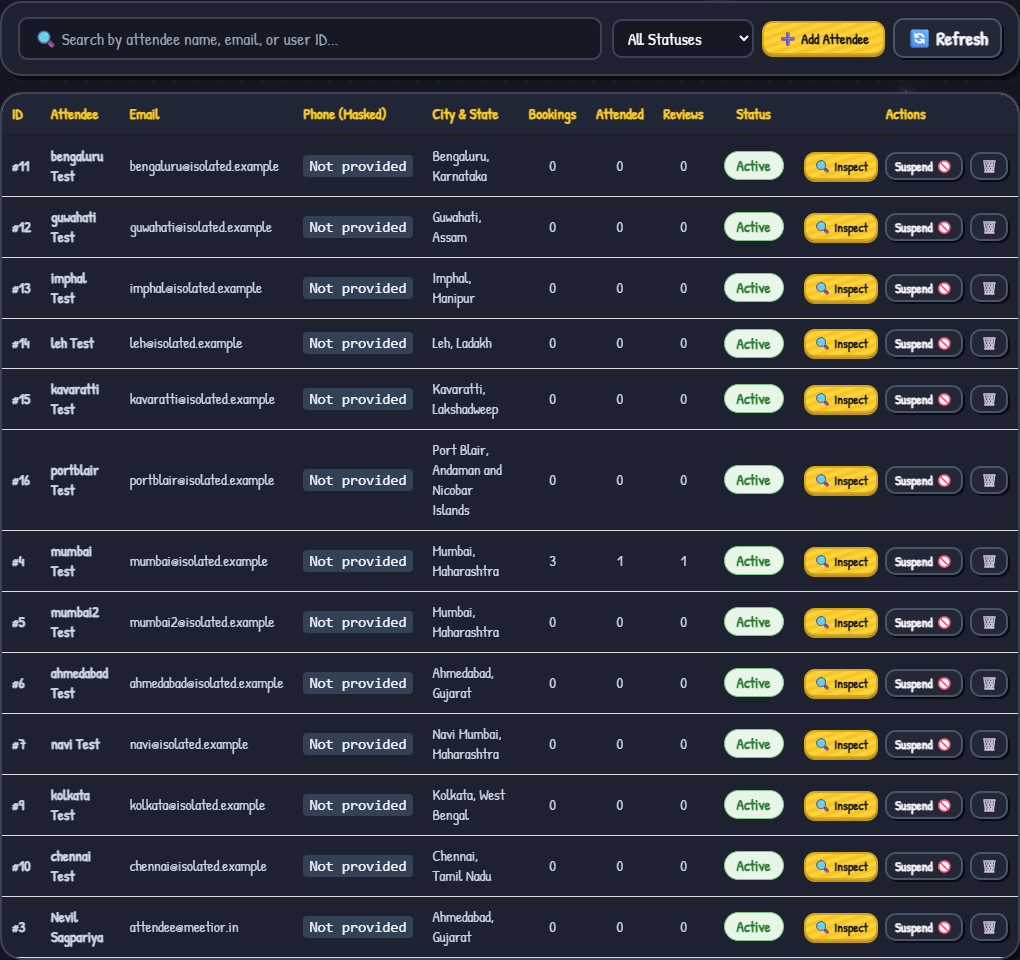 🔍 Search by attendee name, email, or user ID...
All Statuses
➕ Add Attendee
🔄 Refresh
ID Attendee Email Phone (Masked) City & State Bookings Attended Reviews Status Actions
#11 bengaluru Test bengaluru@isolated.example Not provided Bengaluru, Karnataka 0 0 0 Active 🔍 Inspect Suspend 🚫 🗑
#12 guwahati Test guwahati@isolated.example Not provided Guwahati, Assam 0 0 0 Active 🔍 Inspect Suspend 🚫 🗑
#13 imphal Test imphal@isolated.example Not provided Imphal, Manipur 0 0 0 Active 🔍 Inspect Suspend 🚫 🗑
#14 leh Test leh@isolated.example Not provided Leh, Ladakh 0 0 0 Active 🔍 Inspect Suspend 🚫 🗑
#15 kavaratti Test kavaratti@isolated.example Not provided Kavaratti, Lakshadweep 0 0 0 Active 🔍 Inspect Suspend 🚫 🗑
#16 portblair Test portblair@isolated.example Not provided Port Blair, Andaman and Nicobar Islands 0 0 0 Active 🔍 Inspect Suspend 🚫 🗑
#4 mumbai Test mumbai@isolated.example Not provided Mumbai, Maharashtra 3 1 1 Active 🔍 Inspect Suspend 🚫 🗑
#5 mumbai2 Test mumbai2@isolated.example Not provided Mumbai, Maharashtra 0 0 0 Active 🔍 Inspect Suspend 🚫 🗑
#6 ahmedabad Test ahmedabad@isolated.example Not provided Ahmedabad, Gujarat 0 0 0 Active 🔍 Inspect Suspend 🚫 🗑
#7 navi Test navi@isolated.example Not provided Navi Mumbai, Maharashtra 0 0 0 Active 🔍 Inspect Suspend 🚫 🗑
#9 kolkata Test kolkata@isolated.example Not provided Kolkata, West Bengal 0 0 0 Active 🔍 Inspect Suspend 🚫 🗑
#10 chennai Test chennai@isolated.example Not provided Chennai, Tamil Nadu 0 0 0 Active 🔍 Inspect Suspend 🚫 🗑
#3 Nevil Sagpariya attendee@meetior.in Not provided Ahmedabad, Gujarat 0 0 0 Active 🔍 Inspect Suspend 🚫 🗑